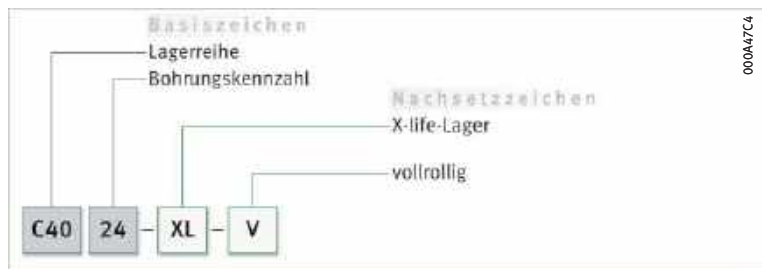 Basiszeichen
Lagerreihe
Bohrungskennzahl
Nachsetzzeichen
X-life-Lager
vollrollig
C40 24 - XL - V
000A47C4